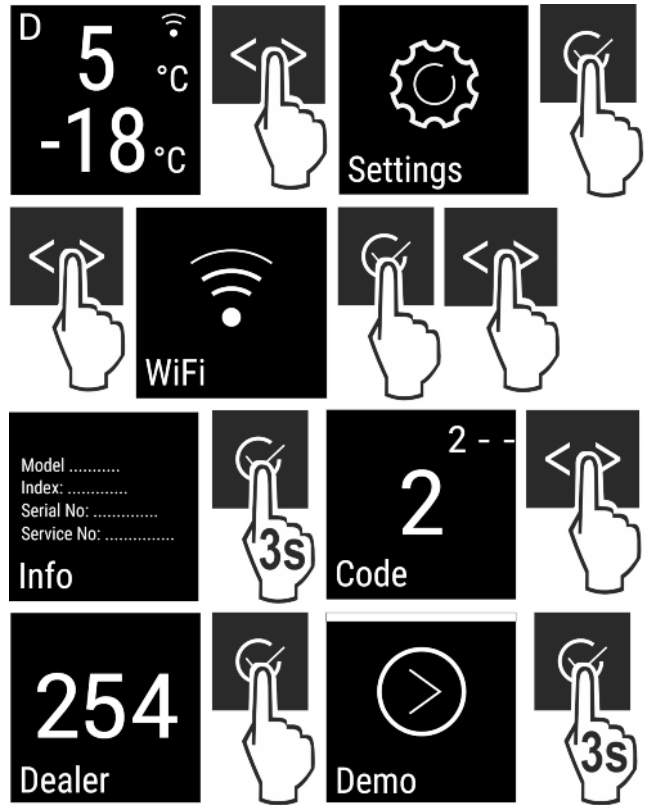 D
5 °C
-18 °C
< >
Settings
< >
WiFi
< >
Model ...........
Index: .............
Serial No: ..............
Service No: ...............
Info
3s
2 - -
2
Code
< >
254
Dealer
>
Demo
3s